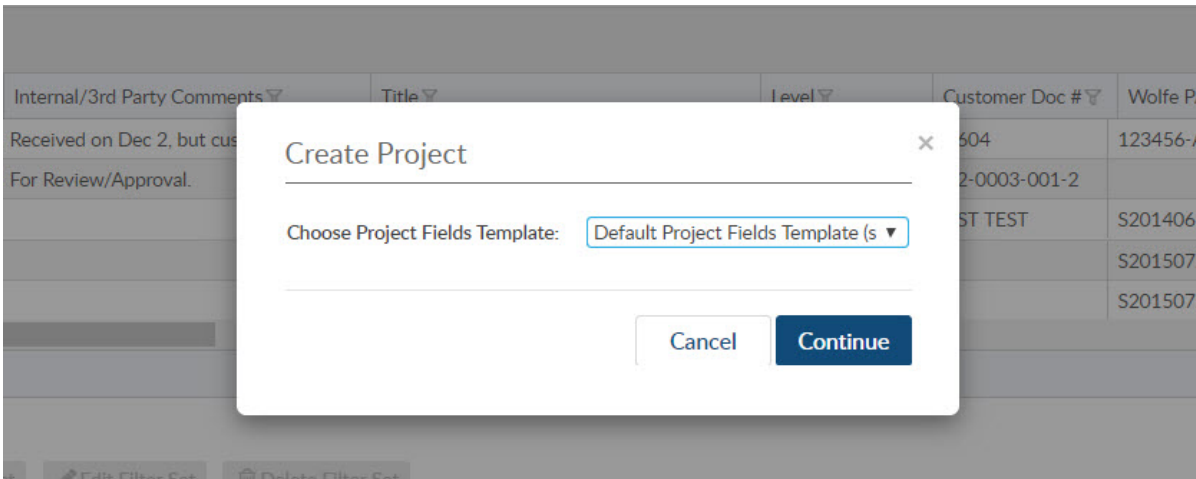 Internal/3rd Party Comments Title Level Customer Doc # Wolfe P
Received on Dec 2, but cus 604 123456-
Create Project ×
For Review/Approval. 2-0003-001-2
ST TEST S201406
Choose Project Fields Template: Default Project Fields Template (s
S201507
S201507
Cancel Continue
Edit Filter Set Delete Filter Set